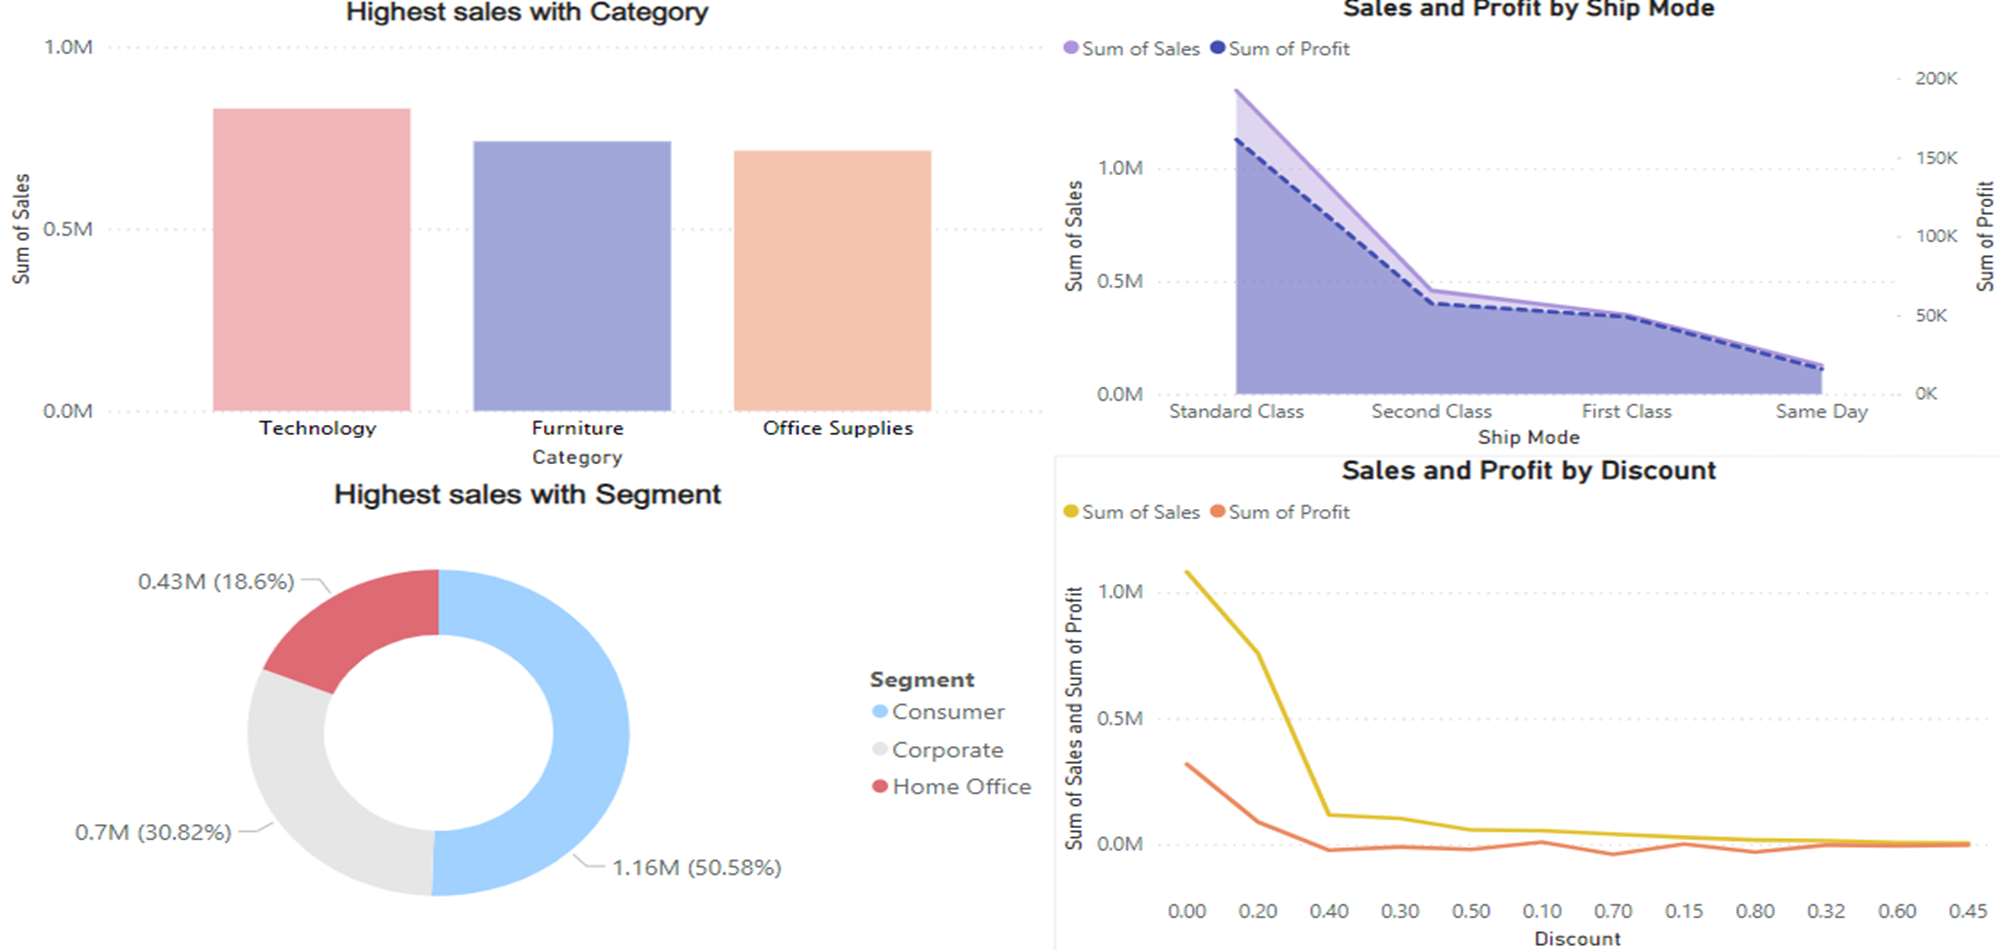 Highest sales with Category
1.0M
0.5M
0.0M
Sum of Sales
Technology Furniture Office Supplies
Category
Sales and Profit by Ship Mode
Sum of Sales Sum of Profit
200K
150K
1.0M
100K
0.5M
50K
0.0M
0K
Sum of Sales
Sum of Profit
Standard Class Second Class First Class Same Day
Ship Mode
Highest sales with Segment
0.43M (18.6%)
0.7M (30.82%)
1.16M (50.58%)
Segment
Consumer
Corporate
Home Office
Sales and Profit by Discount
Sum of Sales Sum of Profit
1.0M
0.5M
0.0M
Sum of Sales and Sum of Profit
0.00 0.20 0.40 0.30 0.50 0.10 0.70 0.15 0.80 0.32 0.60 0.45
Discount